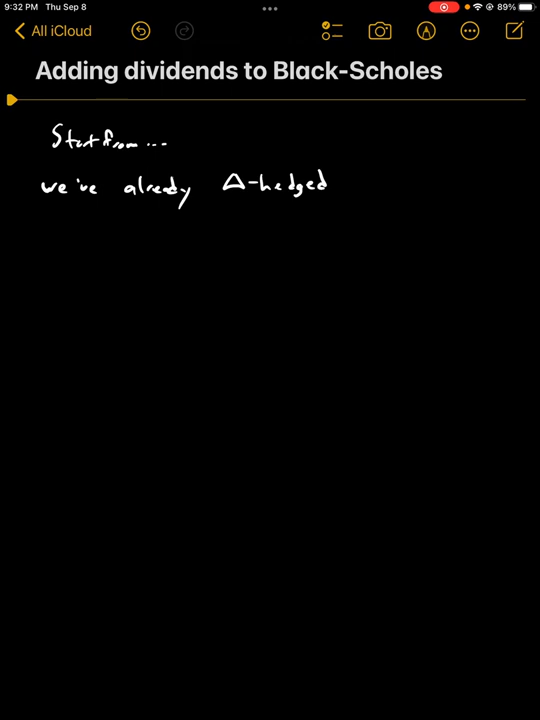 9:32 PM Thu Sep 8
89%
All iCloud
Adding dividends to Black-Scholes
Start from...
we've already Δ-hedged